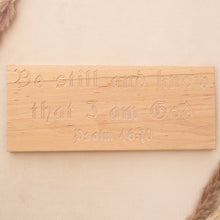 Be still and know
that I am God
Psalm 46:10